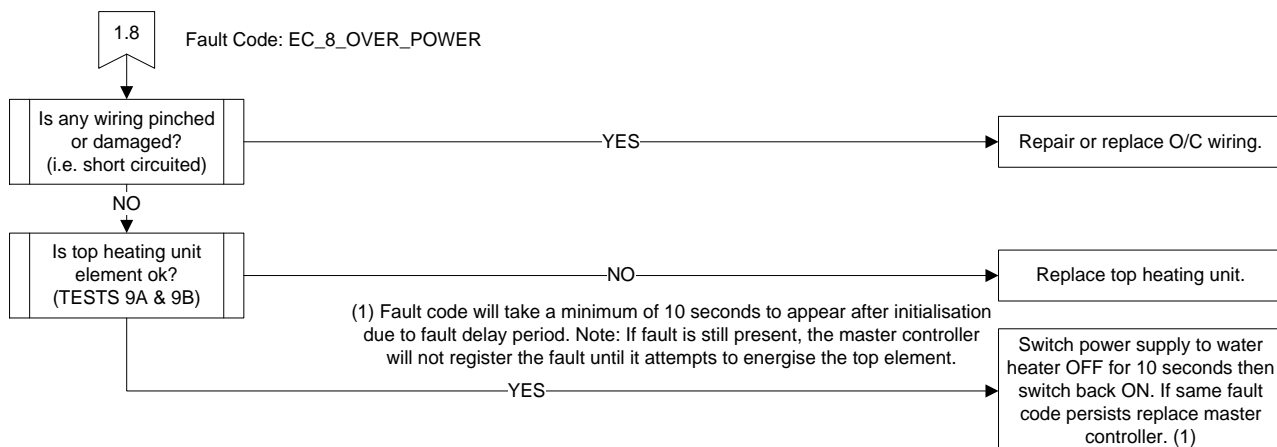 1.8
Fault Code: EC_8_OVER_POWER
Is any wiring pinched
or damaged?
(i.e. short circuited)
YES
Repair or replace O/C wiring.
NO
Is top heating unit
element ok?
(TESTS 9A & 9B)
NO
Replace top heating unit.
(1) Fault code will take a minimum of 10 seconds to appear after initialisation
due to fault delay period. Note: If fault is still present, the master controller
will not register the fault until it attempts to energise the top element.
YES
Switch power supply to water
heater OFF for 10 seconds then
switch back ON. If same fault
code persists replace master
controller. (1)